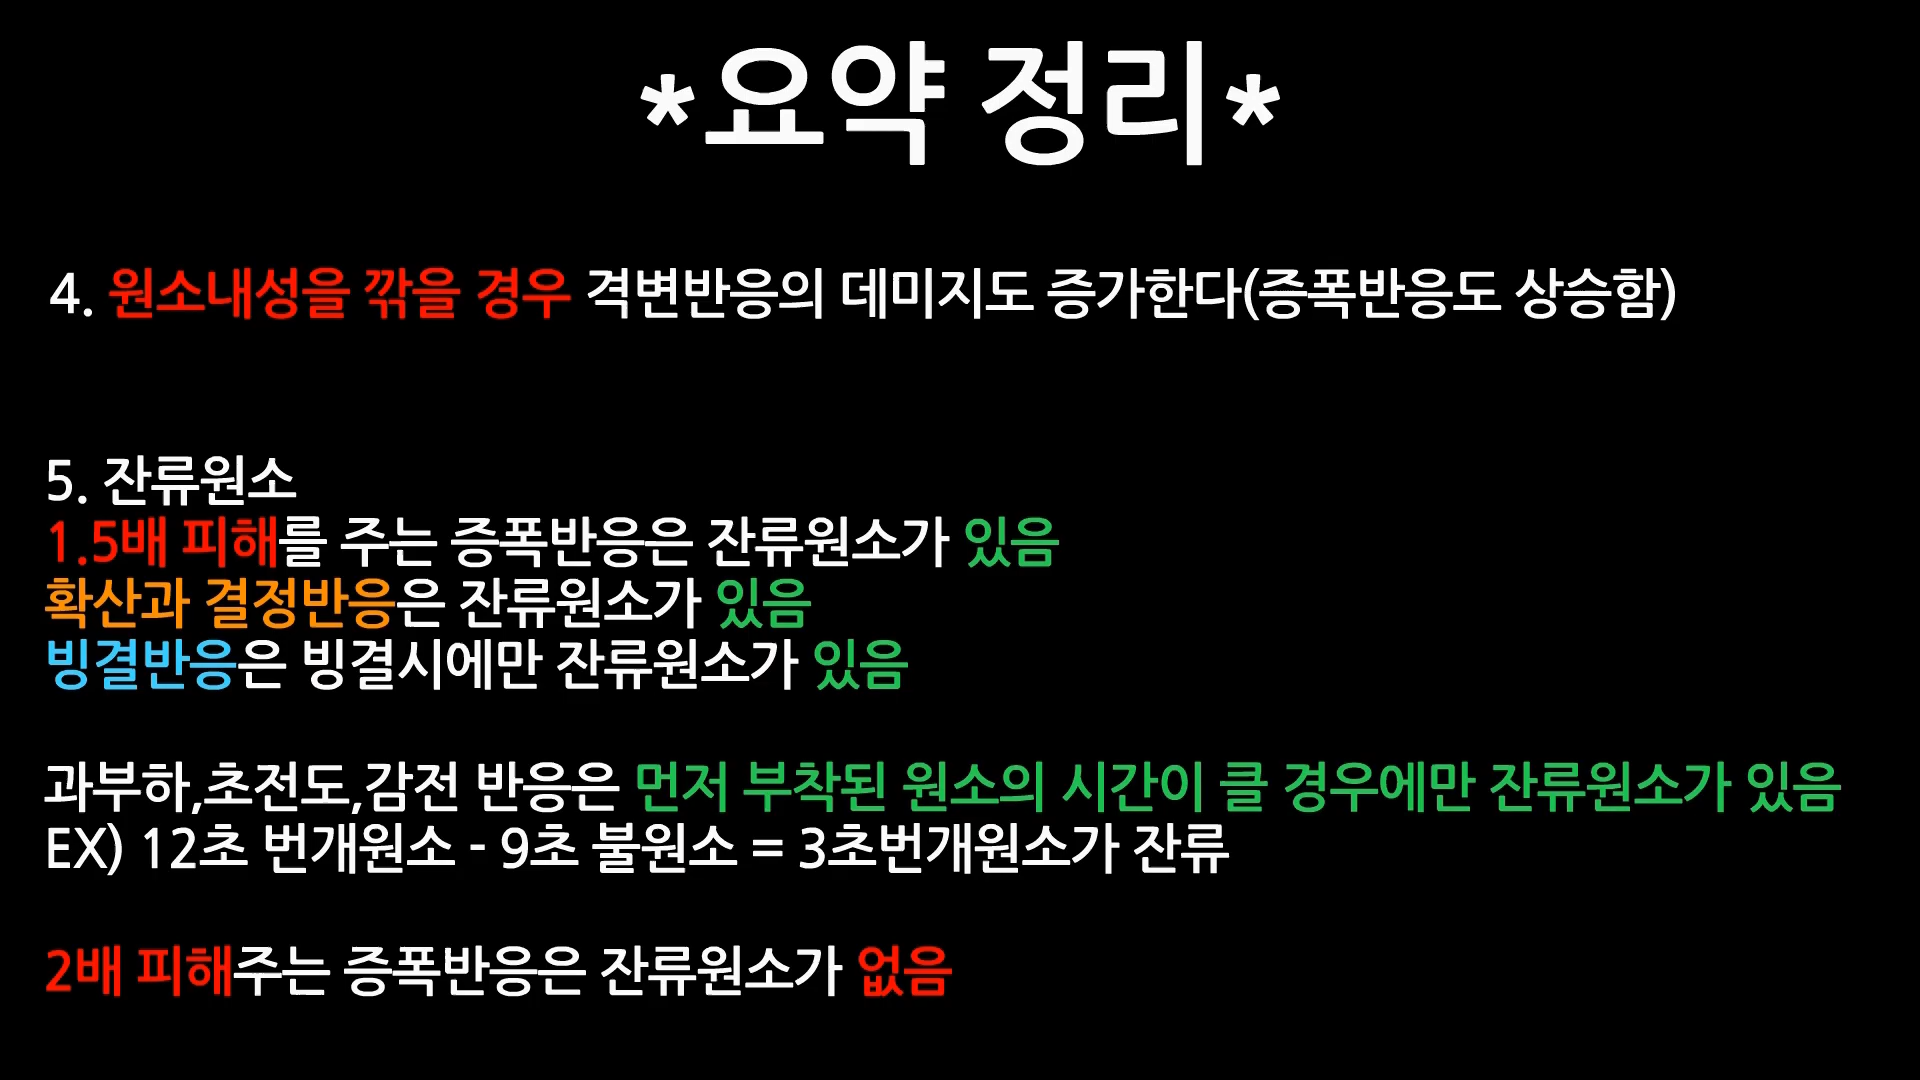 *요약 정리*
4. 원소내성을 깎을 경우 격변반응의 데미지도 증가한다(증폭반응도 상승함)
5. 잔류원소
1.5배 피해를 주는 증폭반응은 잔류원소가 있음
확산과 결정반응은 잔류원소가 있음
빙결반응은 빙결시에만 잔류원소가 있음
과부하,초전도,감전 반응은 먼저 부착된 원소의 시간이 클 경우에만 잔류원소가 있음
EX) 12초 번개원소 - 9초 불원소 = 3초번개원소가 잔류
2배 피해주는 증폭반응은 잔류원소가 없음